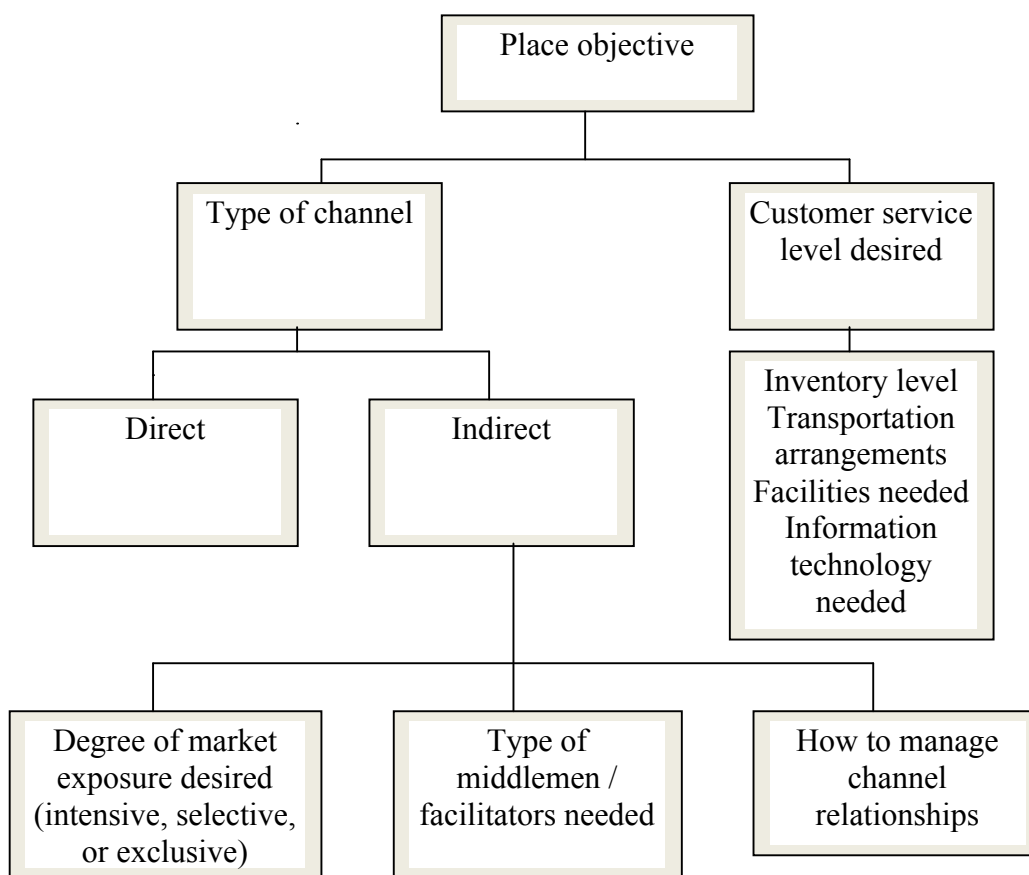 Place objective
Type of channel
Customer service
level desired
Direct
Indirect
Inventory level
Transportation
arrangements
Facilities needed
Information
technology
needed
Degree of market
exposure desired
(intensive, selective,
or exclusive)
Type of
middlemen /
facilitators needed
How to manage
channel
relationships